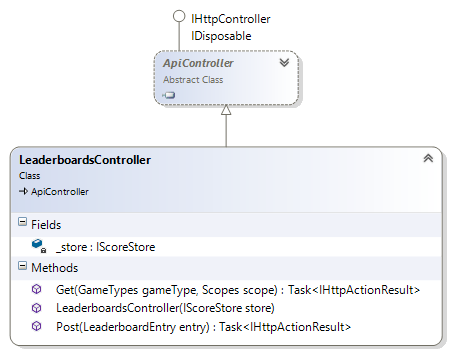 IHttpController
IDisposable
ApiController
Abstract Class
LeaderboardsController
Class
ApiController
Fields
_store : IScoreStore
Methods
Get(GameTypes gameType, Scopes scope) : Task<IHttpActionResult>
LeaderboardsController(IScoreStore store)
Post(LeaderboardEntry entry) : Task<IHttpActionResult>